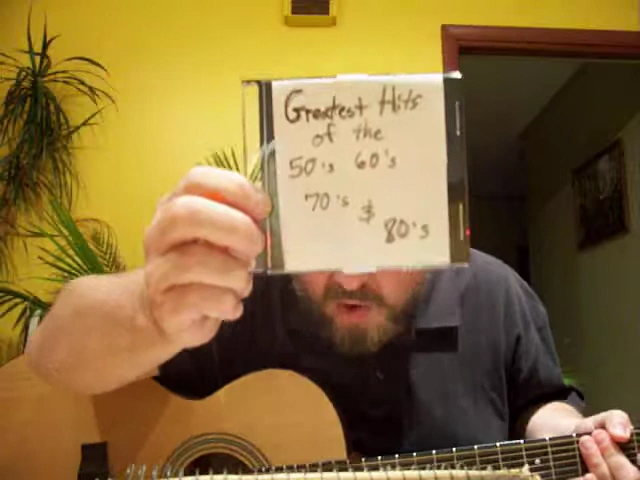 Greatest Hits
of the
50's 60's
70's $
80's